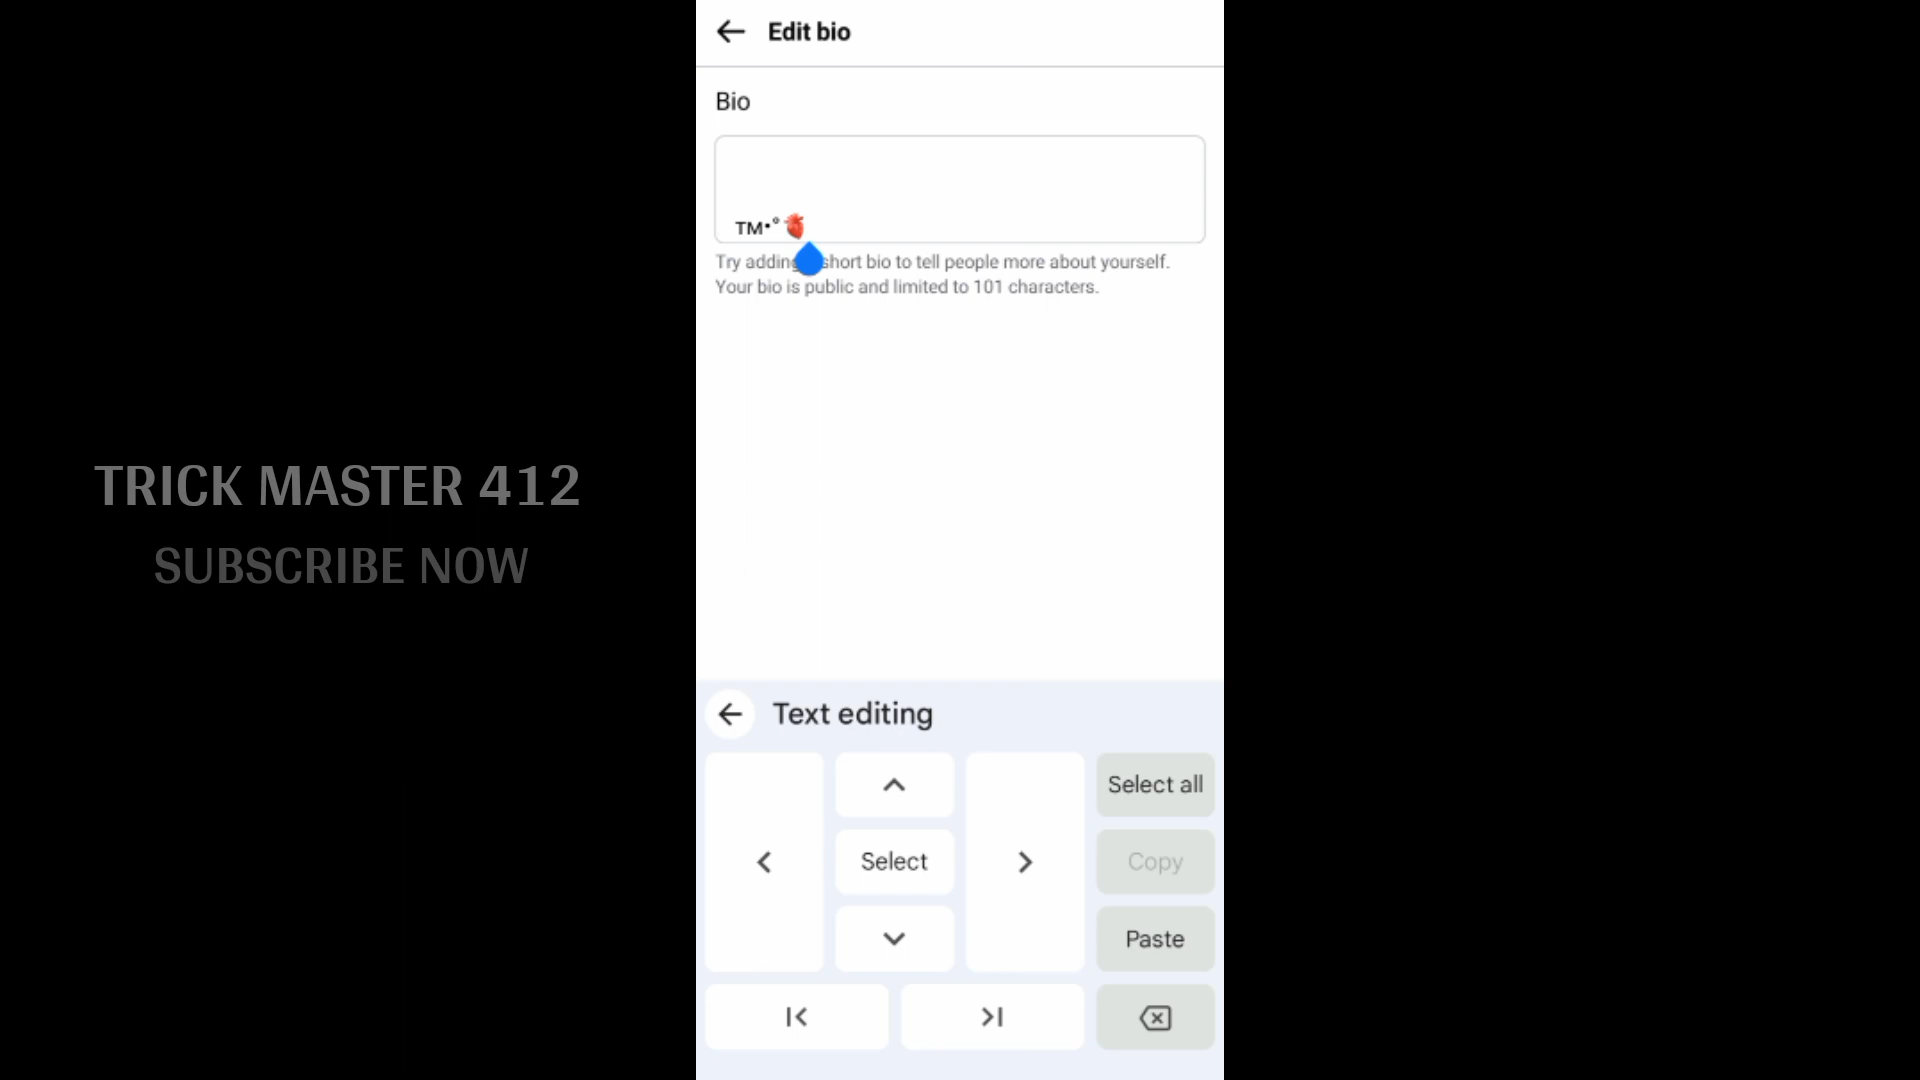 Edit bio
Bio
TM•°🫀
Try adding short bio to tell people more about yourself.
Your bio is public and limited to 101 characters.
TRICK MASTER 412
SUBSCRIBE NOW
Text editing
Select all
Select
Copy
Paste